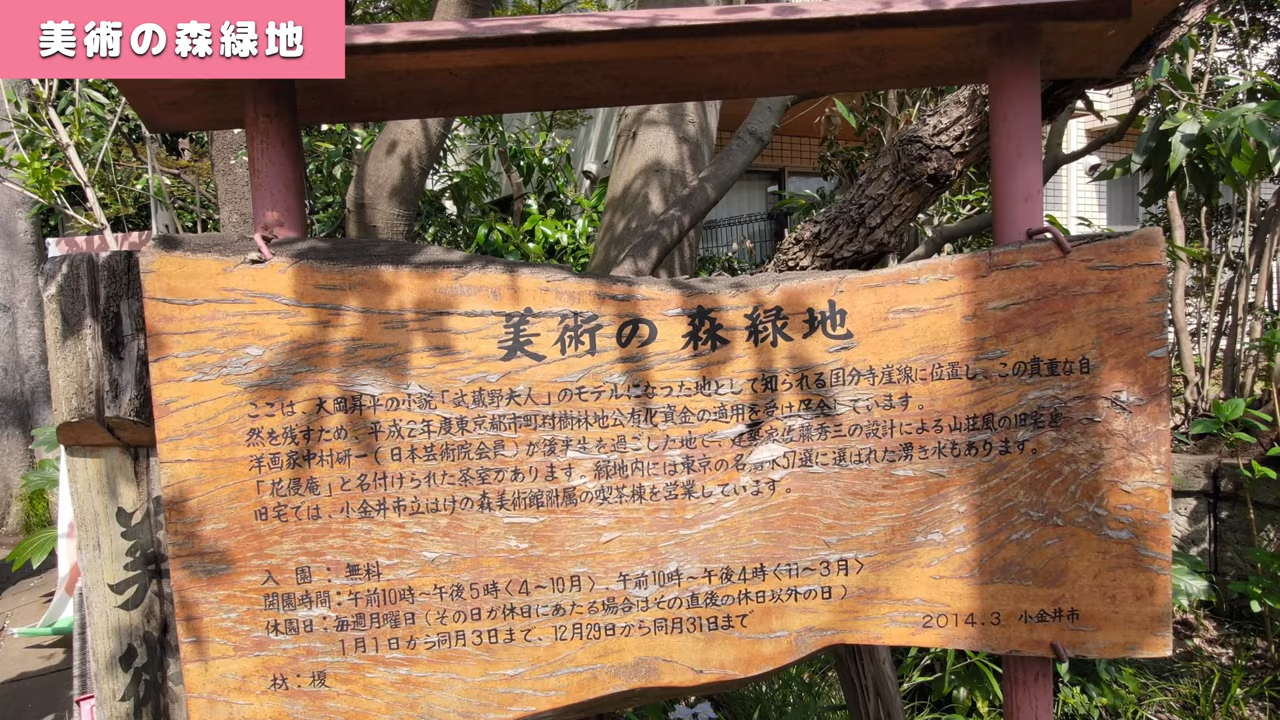 美術の森緑地
美術の森緑地
ここは、大岡昇平の小説「武蔵野夫人」のモデルになった地として知られる国分寺崖線に位置し、この貴重な自
然を残すため、平成2年度東京都市町村樹林地公有化資金の適用を受け保全しています。
洋画家中村研一(日本芸術院会員)が後半生を過ごした地で、建築家佐藤秀三の設計による山荘風の旧宅と
「花侵庵」と名付けられた茶室があります。緑地内には東京の名湧水57選に選ばれた湧き水もあります。
旧宅では、小金井市立はけの森美術館附属の喫茶棟を営業しています。
入園:無料
開園時間:午前10時~午後5時〈4~10月〉、午前10時~午後4時〈11~3月〉
休園日:毎週月曜日(その日が休日にあたる場合はその直後の休日以外の日)
1月1日から同月3日まで、12月29日から同月31日まで
2014.3 小金井市
材:榎
美術